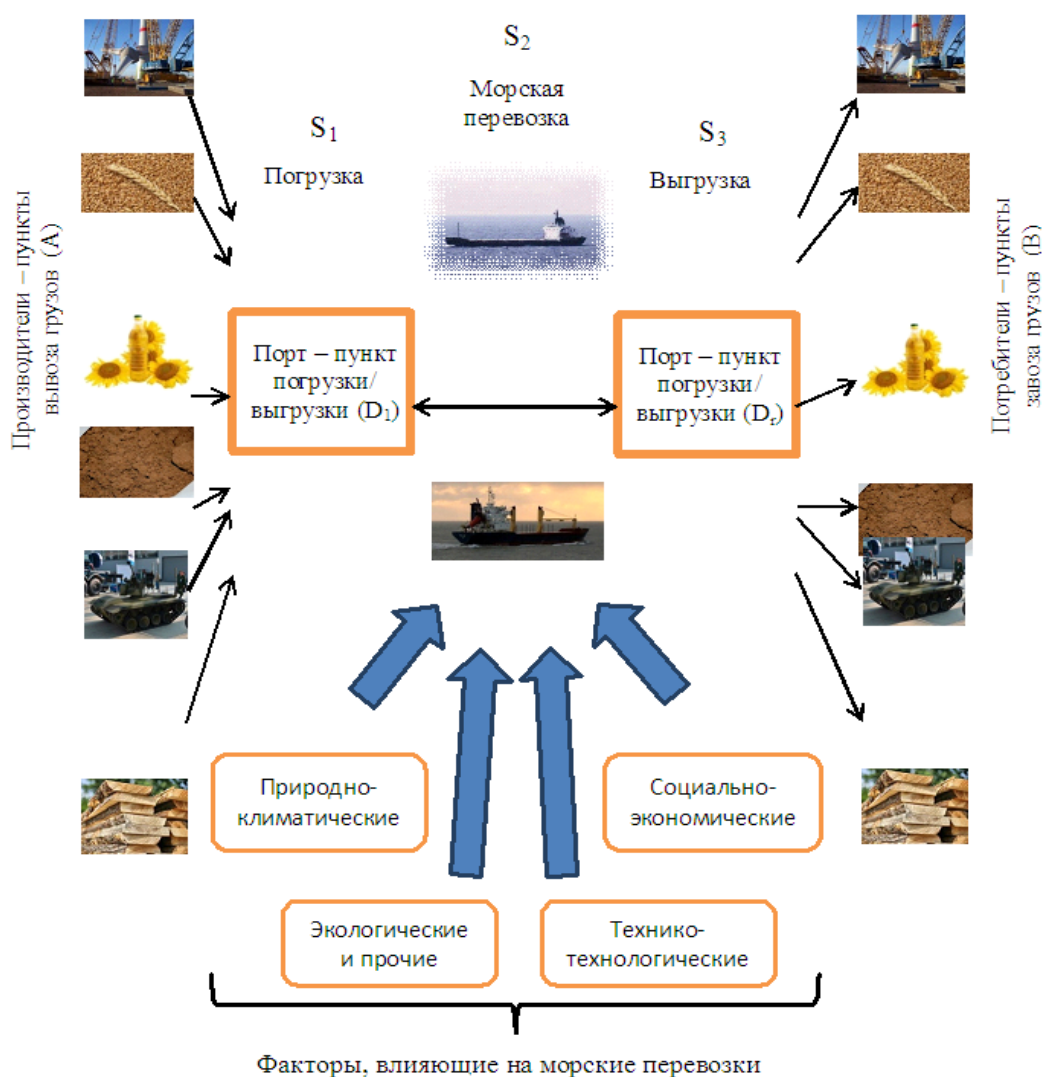 S₂
Морская
перевозка
S₁
Погрузка
S₃
Выгрузка
Производители – пункты
вывоза грузов (A)
Порт – пункт
погрузки/
выгрузки (D₁)
Порт – пункт
погрузки/
выгрузки (Dᵣ)
Потребители – пункты
завоза грузов (B)
Природно-
климатические
Социально-
экономические
Экологические
и прочие
Технико-
технологические
Факторы, влияющие на морские перевозки